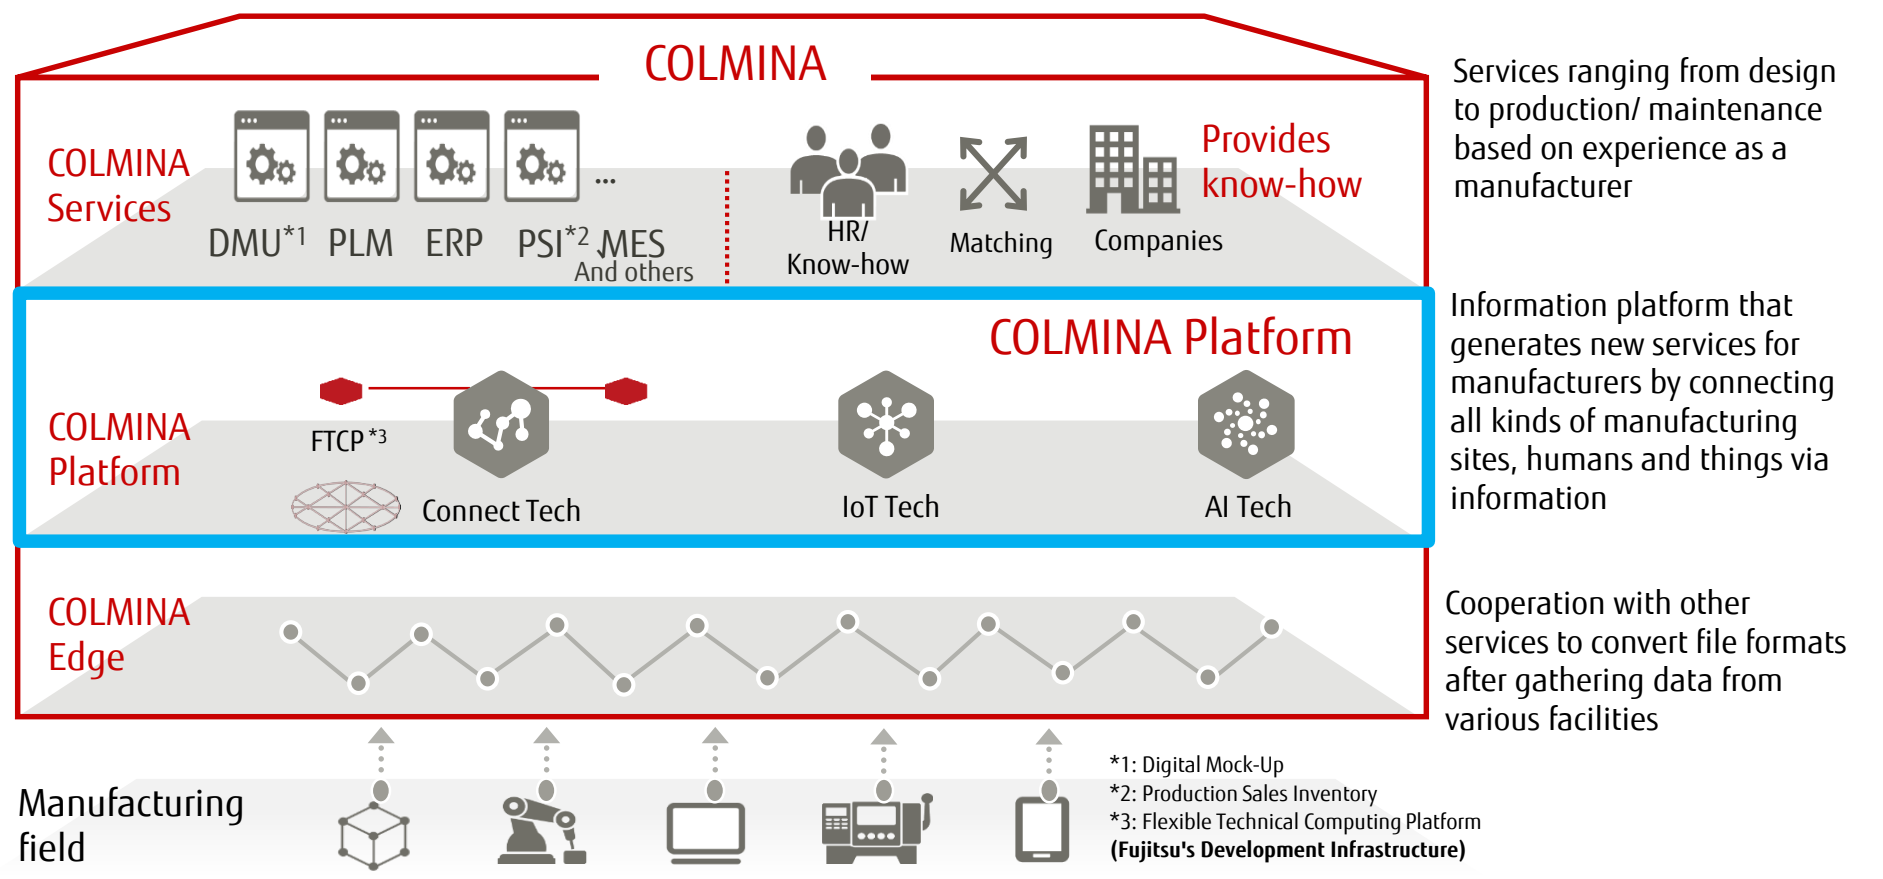 COLMINA
COLMINA
Services
DMU*1
PLM
ERP
PSI*2
...
MES
And others
HR/
Know-how
Matching
Companies
Provides
know-how
Services ranging from design
to production/ maintenance
based on experience as a
manufacturer
COLMINA Platform
COLMINA
Platform
FTCP *3
Connect Tech
IoT Tech
AI Tech
Information platform that
generates new services for
manufacturers by connecting
all kinds of manufacturing
sites, humans and things via
information
COLMINA
Edge
Cooperation with other
services to convert file formats
after gathering data from
various facilities
Manufacturing
field
*1: Digital Mock-Up
*2: Production Sales Inventory
*3: Flexible Technical Computing Platform
(Fujitsu's Development Infrastructure)